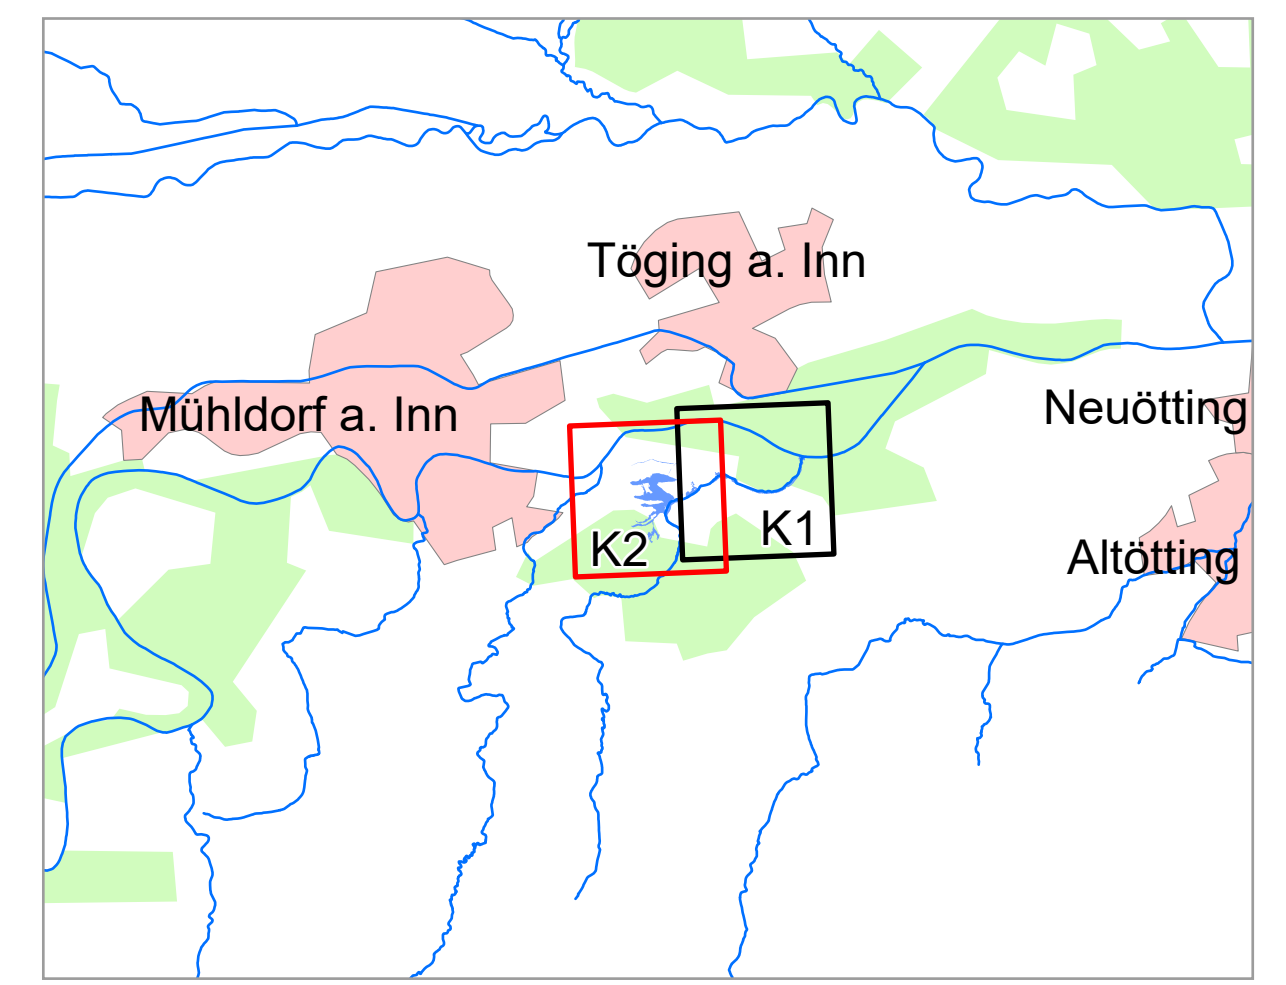 Töging a. Inn
Mühldorf a. Inn
Neuötting
K1
K2
Altötting